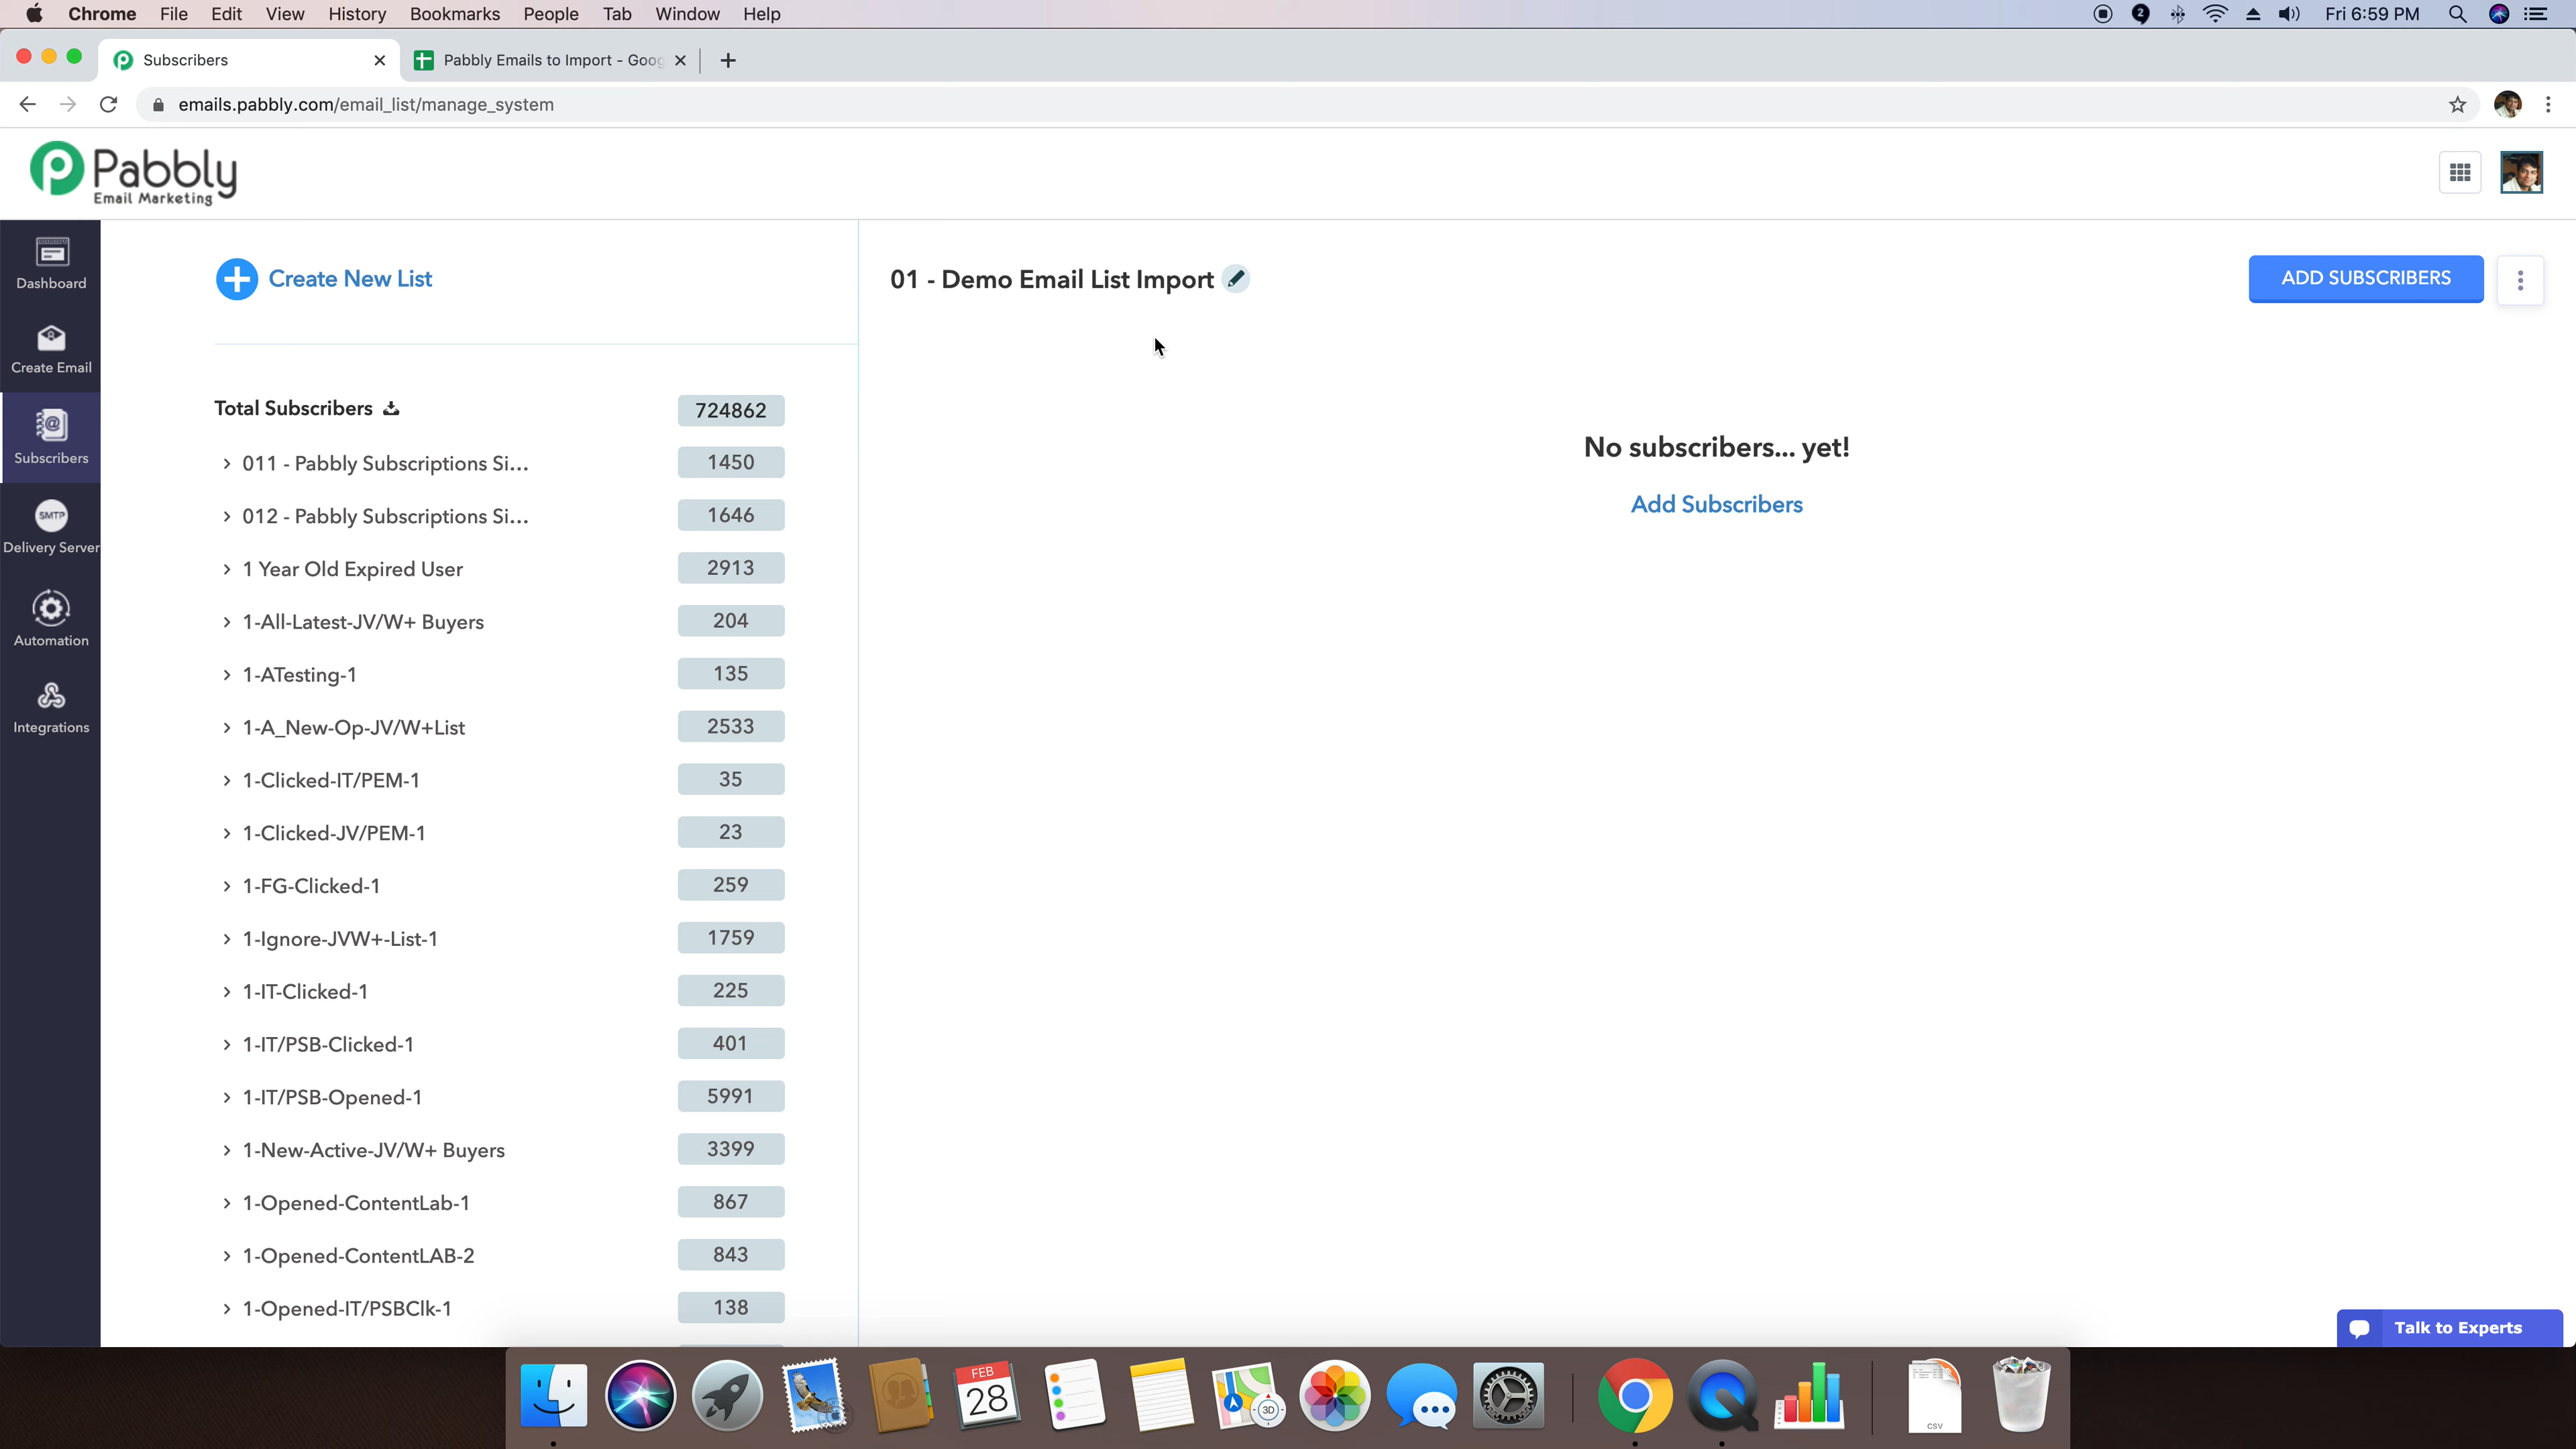 Chrome File Edit View History Bookmarks People Tab Window Help
2
Fri 6:59 PM
Subscribers
Pabbly Emails to Import - Goog
emails.pabbly.com/email_list/manage_system
Pabbly
Email Marketing
Dashboard
Create Email
Subscribers
SMTP
Delivery Server
Automation
Integrations
Create New List
Total Subscribers 724862
011 - Pabbly Subscriptions Si... 1450
012 - Pabbly Subscriptions Si... 1646
1 Year Old Expired User 2913
1-All-Latest-JV/W+ Buyers 204
1-ATesting-1 135
1-A_New-Op-JV/W+List 2533
1-Clicked-IT/PEM-1 35
1-Clicked-JV/PEM-1 23
1-FG-Clicked-1 259
1-Ignore-JVW+-List-1 1759
1-IT-Clicked-1 225
1-IT/PSB-Clicked-1 401
1-IT/PSB-Opened-1 5991
1-New-Active-JV/W+ Buyers 3399
1-Opened-ContentLab-1 867
1-Opened-ContentLAB-2 843
1-Opened-IT/PSBClk-1 138
01 - Demo Email List Import
ADD SUBSCRIBERS
No subscribers... yet!
Add Subscribers
Talk to Experts
FEB
28
3D
CSV